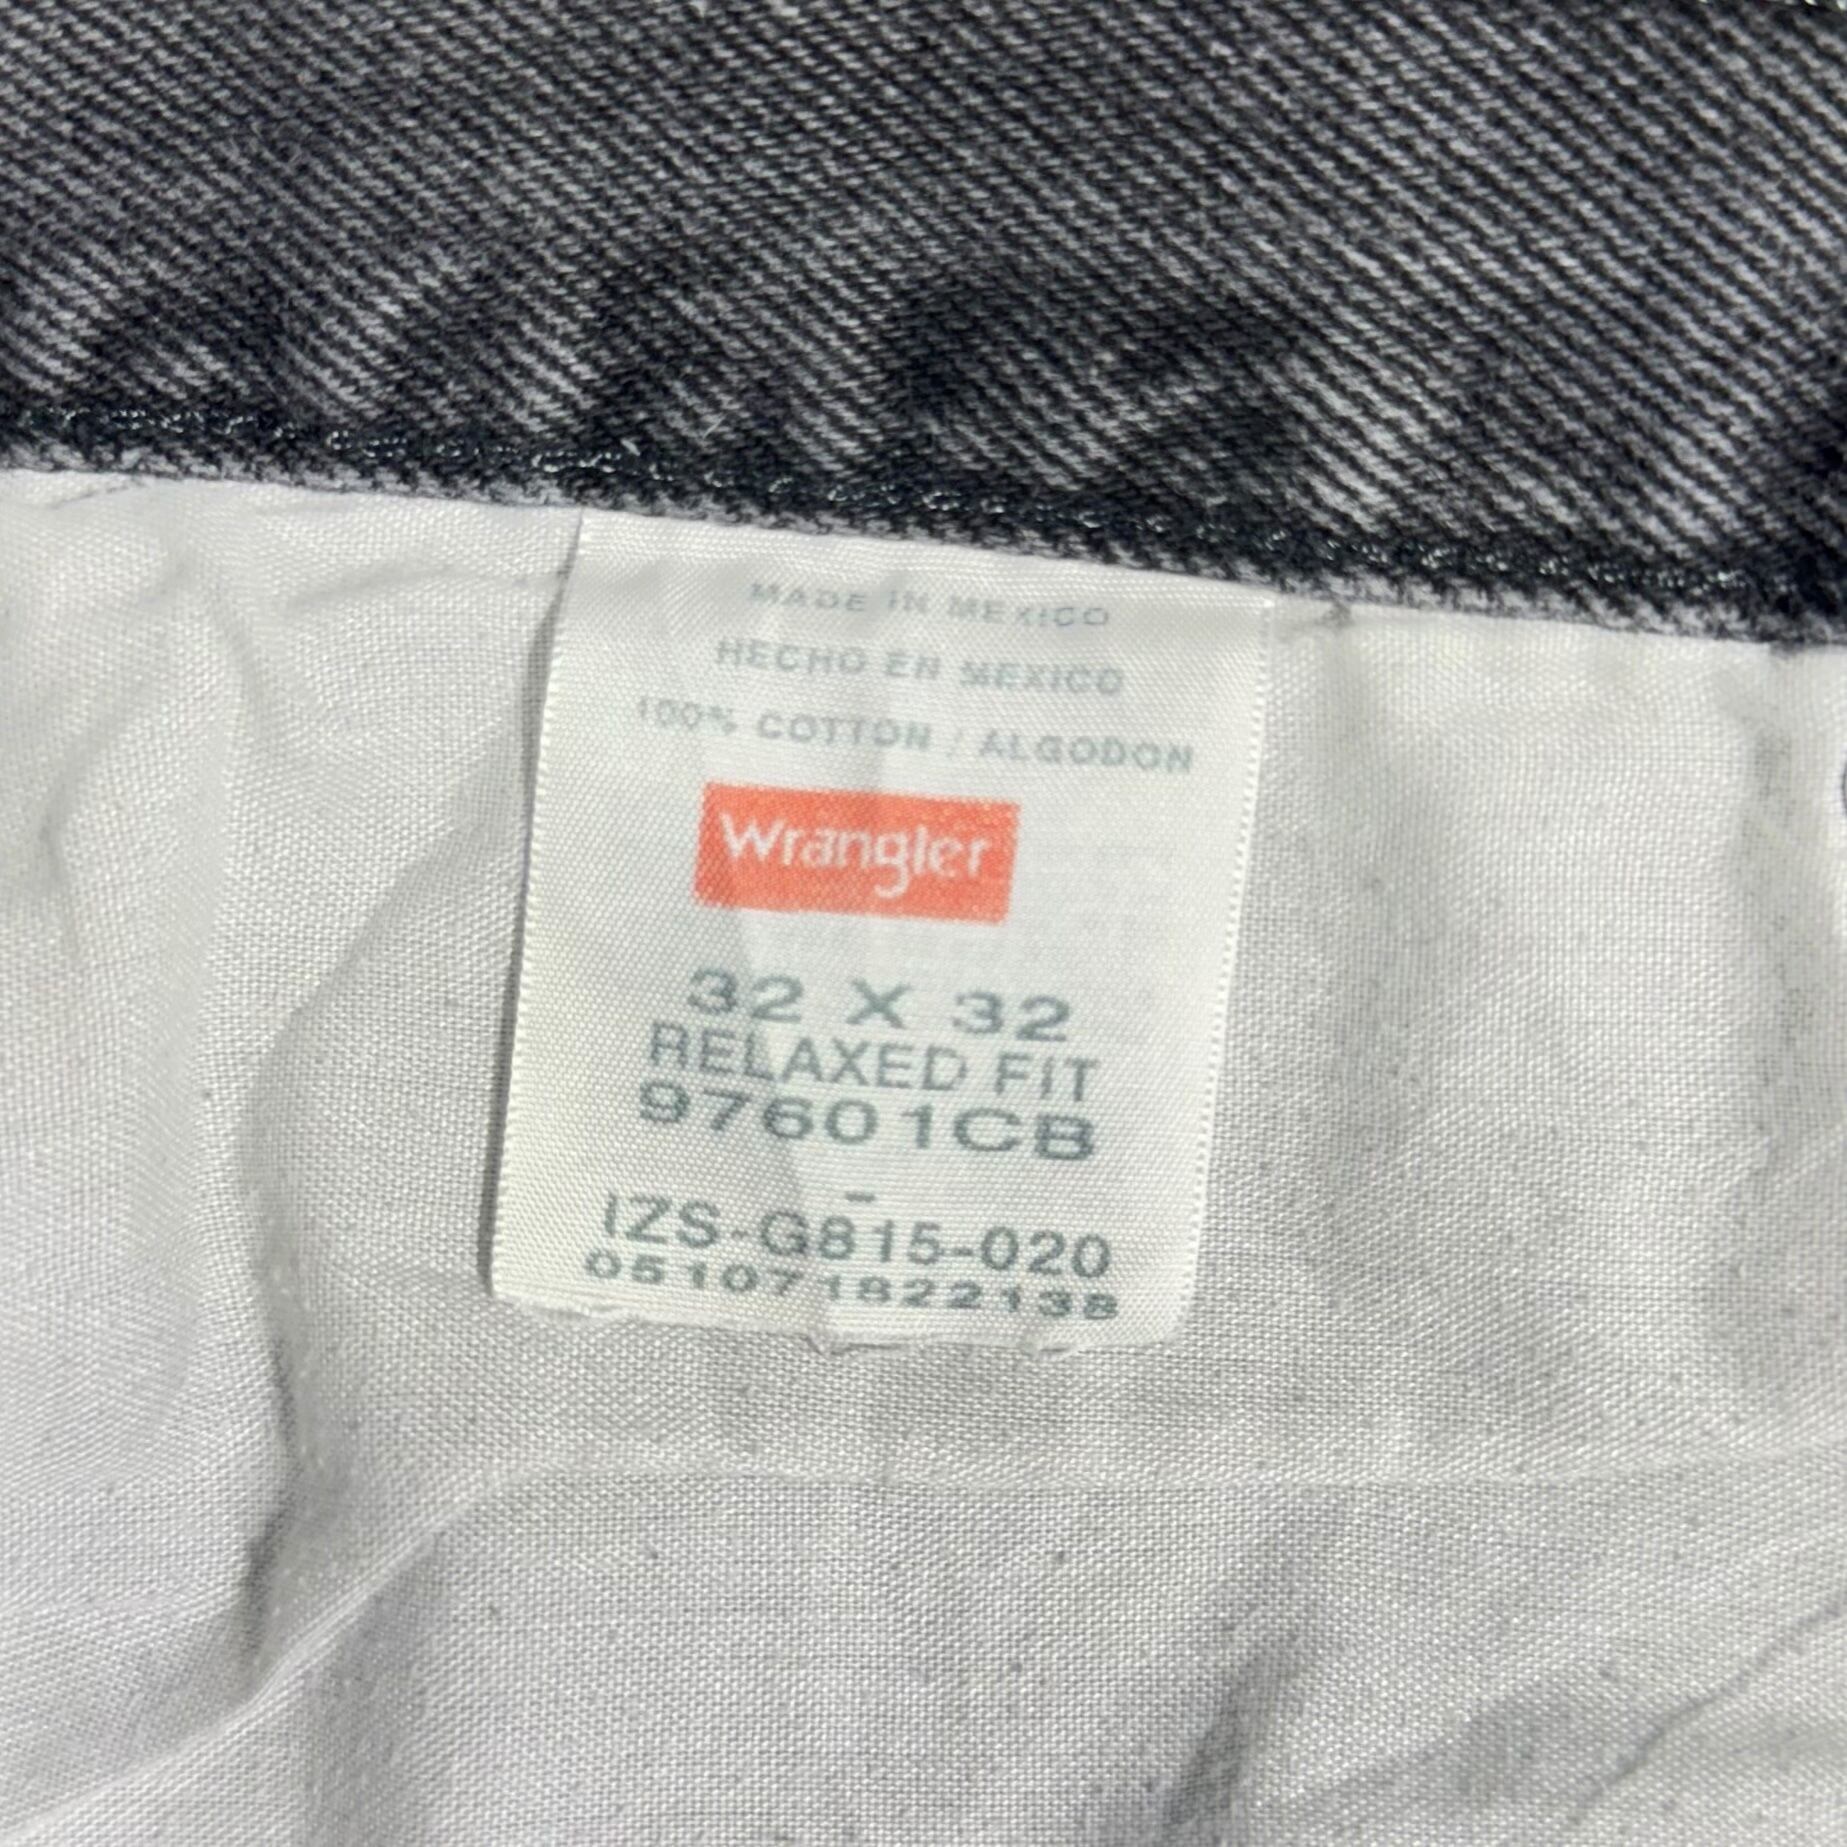 MADE IN MEXICO
HECHO EN MEXICO
100% COTTON / ALGODON
Wrangler
32 X 32
RELAXED FIT
97601CB
-
IZS-G815-020
051071822138